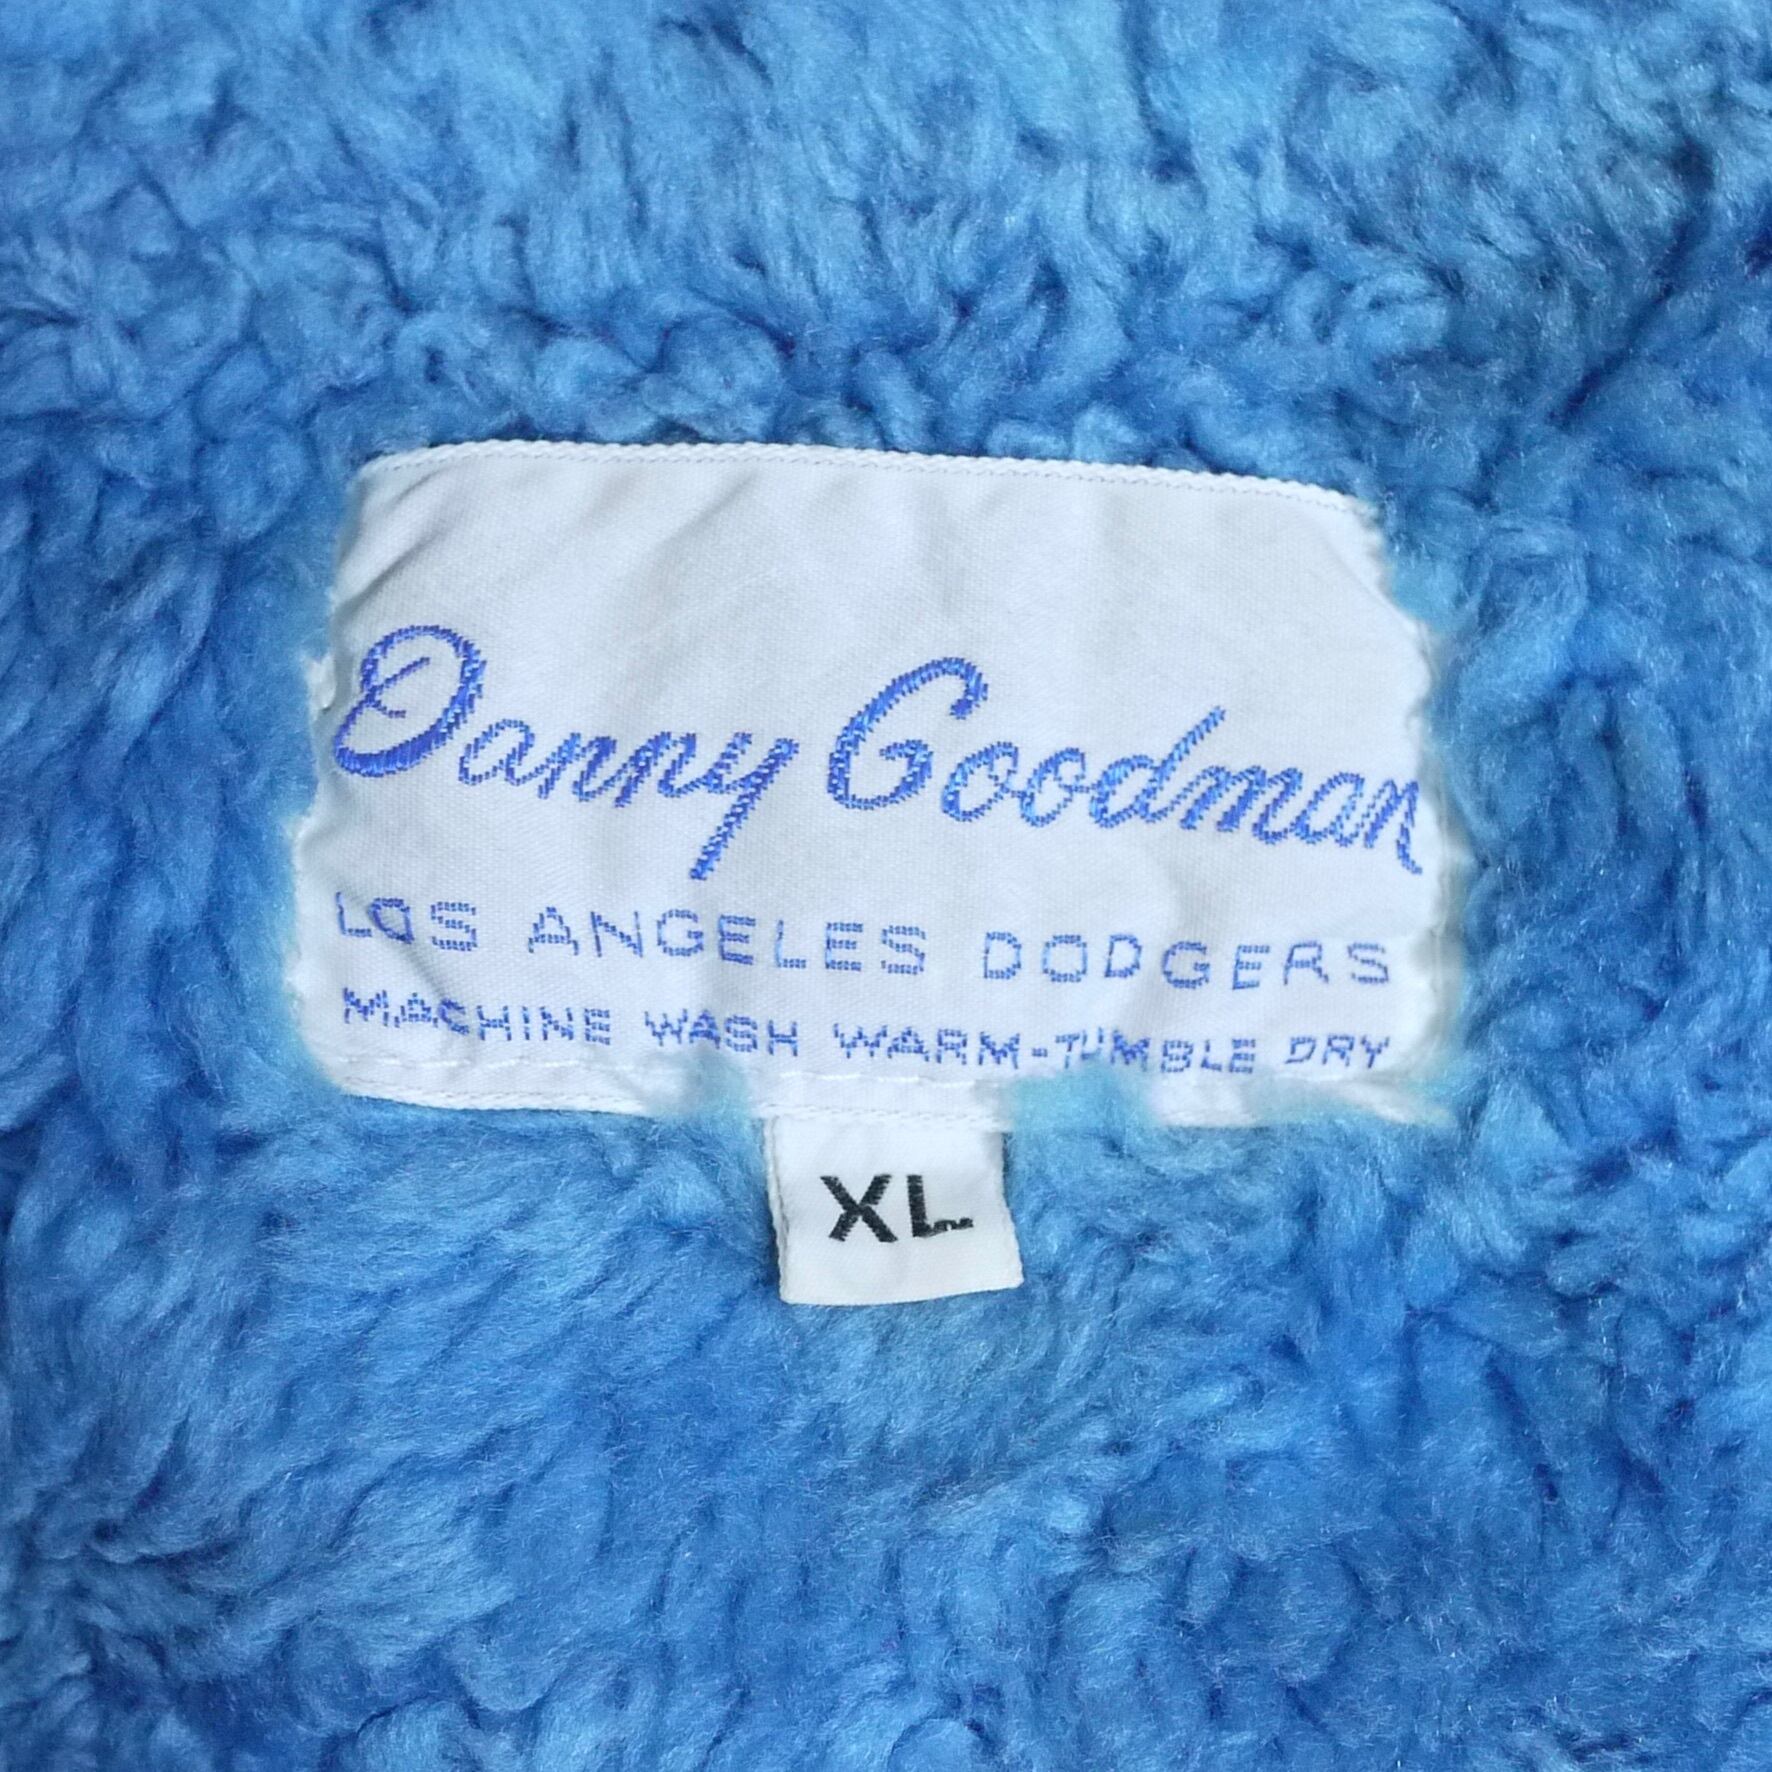 Danny Goodman
LOS ANGELES DODGERS
MACHINE WASH WARM-TUMBLE DRY
XL